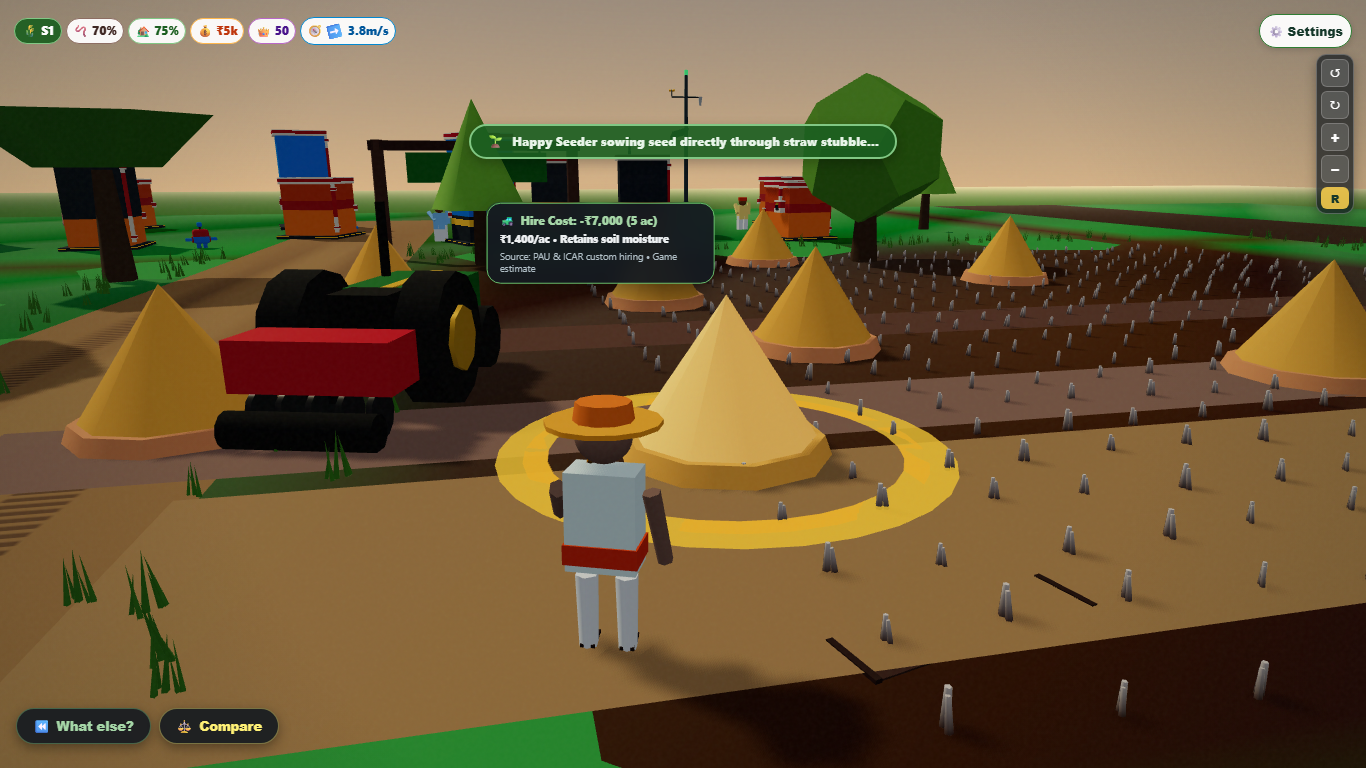 S1
70%
75%
₹5k
50
3.8m/s
Settings
Happy Seeder sowing seed directly through straw stubble...
Hire Cost: -₹7,000 (5 ac)
₹1,400/ac • Retains soil moisture
Source: PAU & ICAR custom hiring • Game
estimate
↺
↻
+
−
R
What else?
Compare